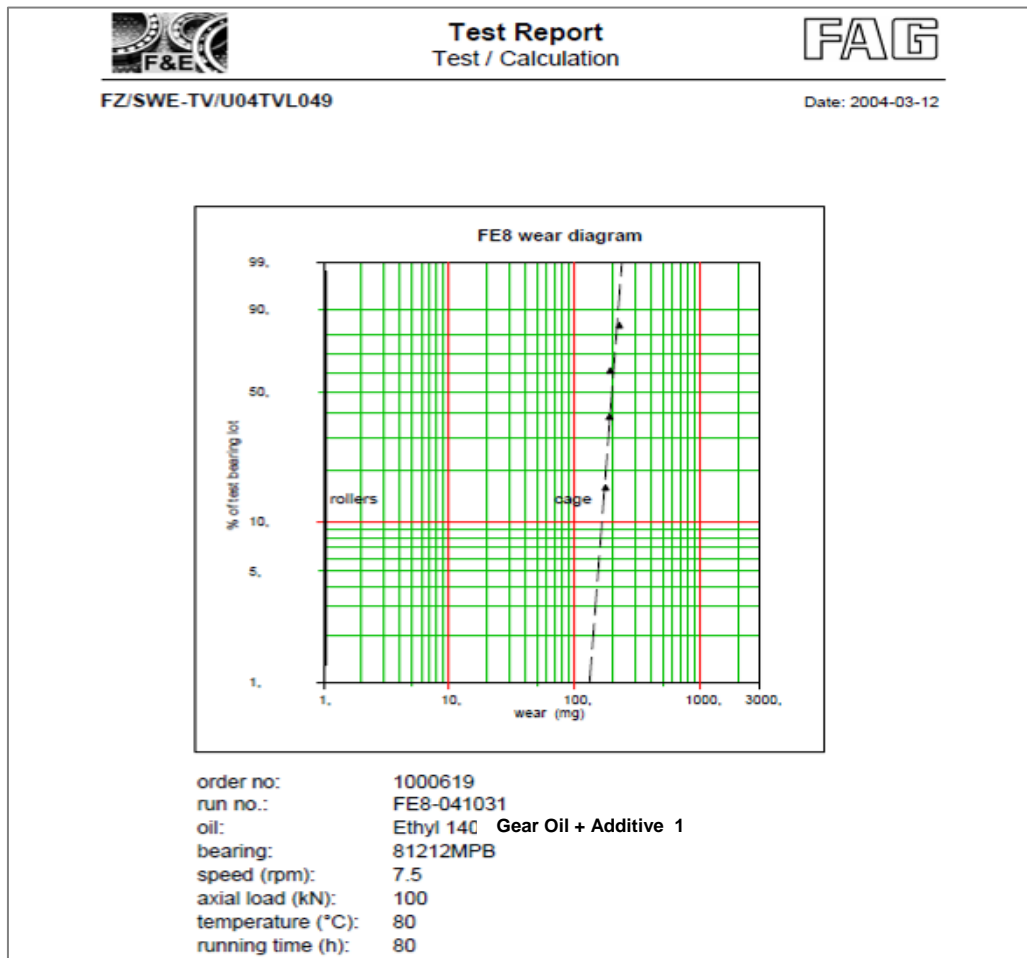 F&E
Test Report
Test / Calculation
FAG
FZ/SWE-TV/U04TVL049
Date: 2004-03-12
FE8 wear diagram
99,
90,
50,
10,
5,
1,
% of test bearing lot
rollers
cage
1,
10,
100,
1000,
3000,
wear (mg)
order no: 1000619
run no.: FE8-041031
oil: Ethyl 140 Gear Oil + Additive 1
bearing: 81212MPB
speed (rpm): 7.5
axial load (kN): 100
temperature (°C): 80
running time (h): 80